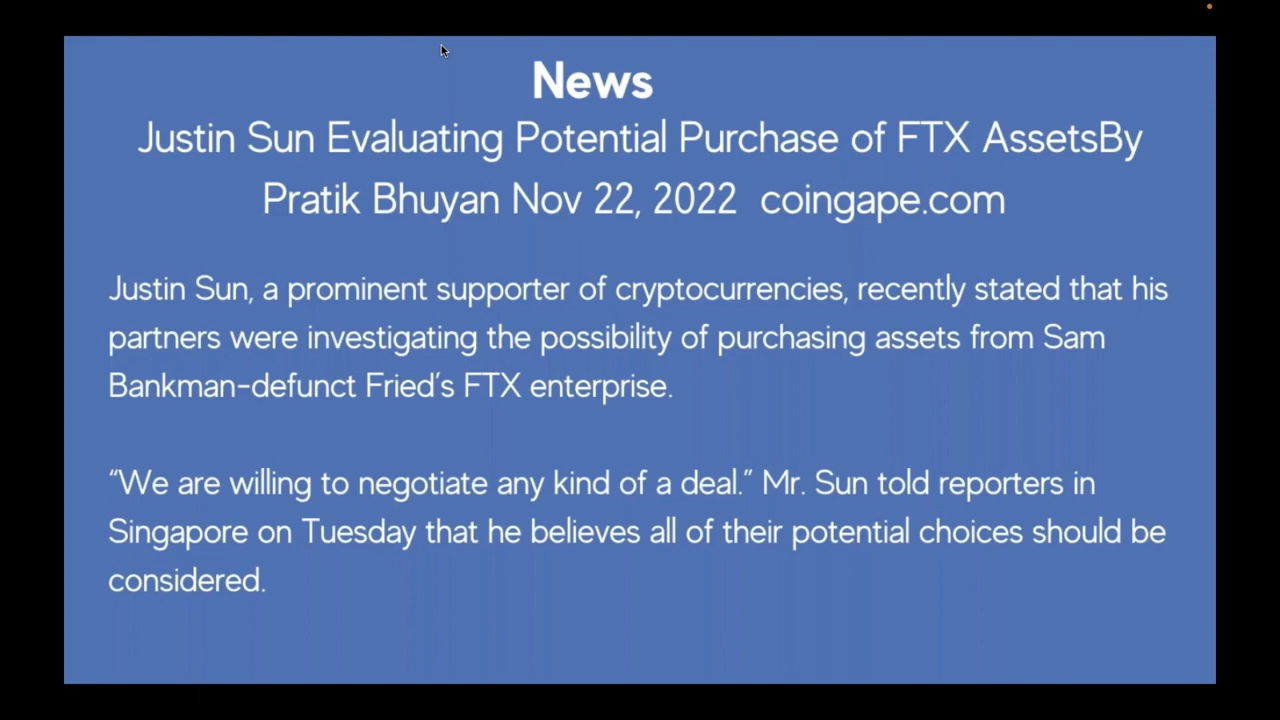 News
Justin Sun Evaluating Potential Purchase of FTX AssetsBy
Pratik Bhuyan Nov 22, 2022 coingape.com
Justin Sun, a prominent supporter of cryptocurrencies, recently stated that his
partners were investigating the possibility of purchasing assets from Sam
Bankman-defunct Fried’s FTX enterprise.
“We are willing to negotiate any kind of a deal.” Mr. Sun told reporters in
Singapore on Tuesday that he believes all of their potential choices should be
considered.